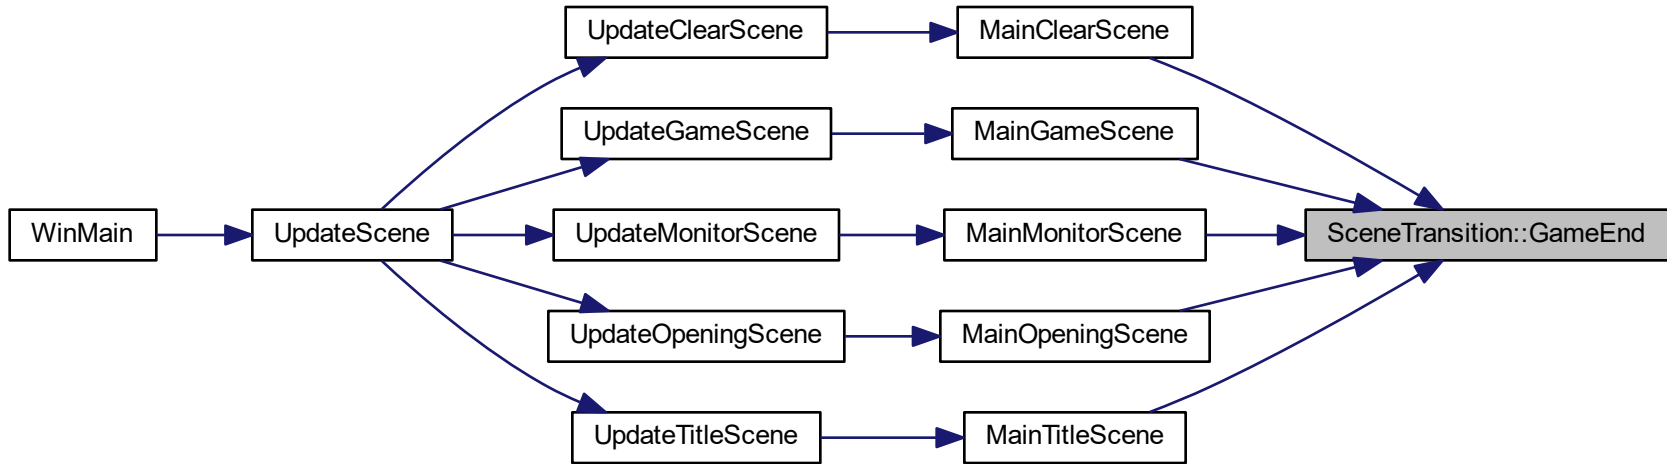 UpdateClearScene
MainClearScene
UpdateGameScene
MainGameScene
WinMain
UpdateScene
UpdateMonitorScene
MainMonitorScene
SceneTransition::GameEnd
UpdateOpeningScene
MainOpeningScene
UpdateTitleScene
MainTitleScene